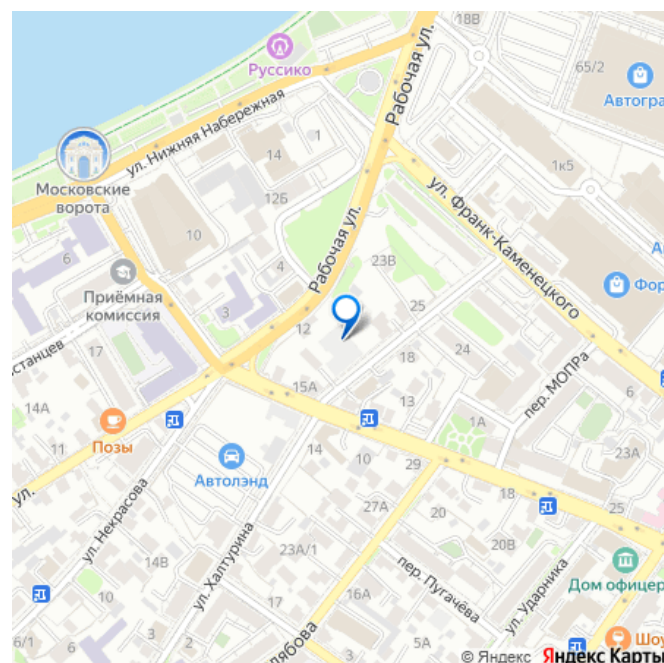 18В
Руссико
65/2
Автогра
Рабочая ул.
ул. Нижняя Набережная
1
14
1к5
Московские
ворота
12Б
ул. Франк-Каменецкого
10
6
Рабочая ул.
23В
4
Приёмная
комиссия
Фор
3
25
12
станцев
17
18
24
пер. МОПРа
15А
6
14А
13
1А
23А
11
Позы
14
10
29
Автолэнд
ул.
18
25
ул. Некрасова
27А
20
23А/1
20В
14В
ул. Халтурина
пер. Пугачёва
ул. Ударника
Дом офицер
2
17
16А
6/1
3
лябова
5А
Шоу
© Яндекс Яндекс Карты